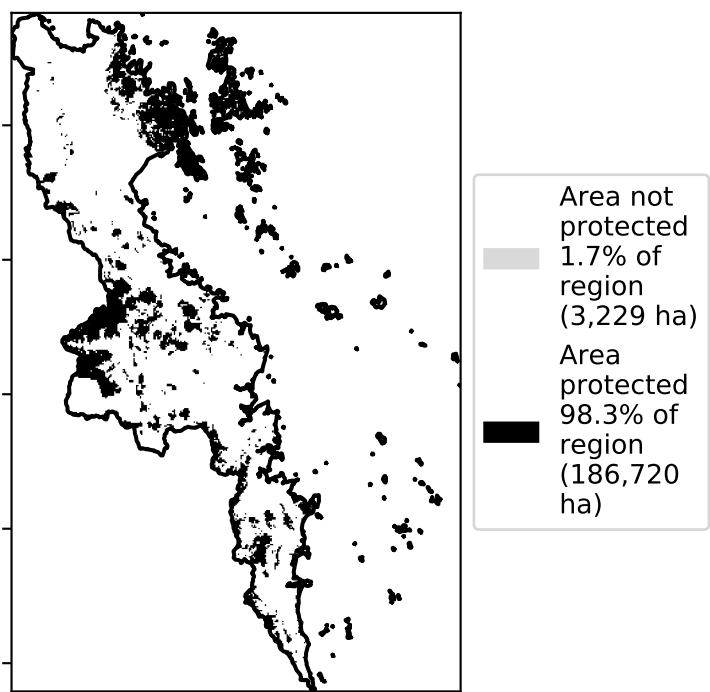 Area not
protected
1.7% of
region
(3,229 ha)
Area
protected
98.3% of
region
(186,720
ha)